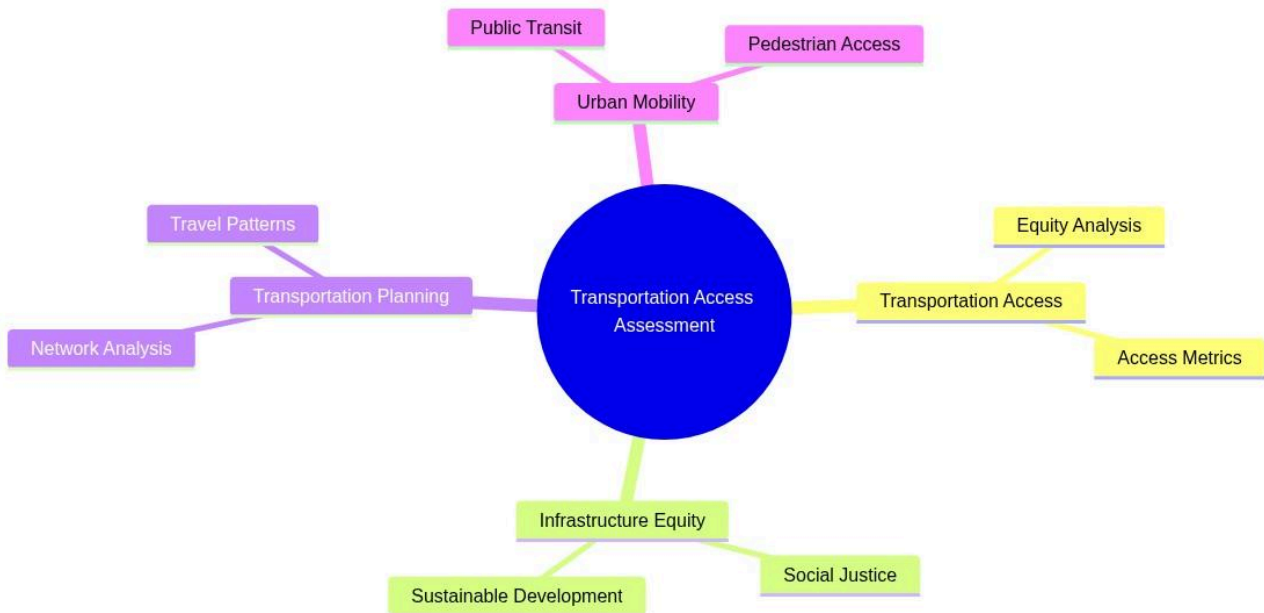 Public Transit
Pedestrian Access
Urban Mobility
Travel Patterns
Equity Analysis
Transportation Planning
Transportation Access
Assessment
Transportation Access
Network Analysis
Access Metrics
Infrastructure Equity
Social Justice
Sustainable Development